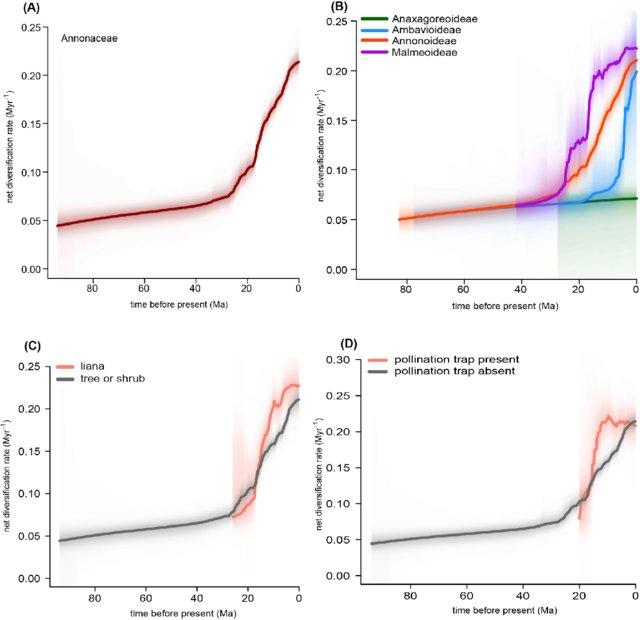 (A)
Annonaceae
net diversification rate (Myr⁻¹)
0.25
0.20
0.15
0.10
0.05
0.00
80 60 40 20 0
time before present (Ma)
(B)
Anaxagoreoideae
Ambavioideae
Annonoideae
Malmeoideae
net diversification rate (Myr⁻¹)
0.25
0.20
0.15
0.10
0.05
0.00
80 60 40 20 0
time before present (Ma)
(C)
liana
tree or shrub
net diversification rate (Myr⁻¹)
0.25
0.20
0.15
0.10
0.05
0.00
80 60 40 20 0
time before present (Ma)
(D)
pollination trap present
pollination trap absent
net diversification rate (Myr⁻¹)
0.30
0.25
0.20
0.15
0.10
0.05
0.00
80 60 40 20 0
time before present (Ma)